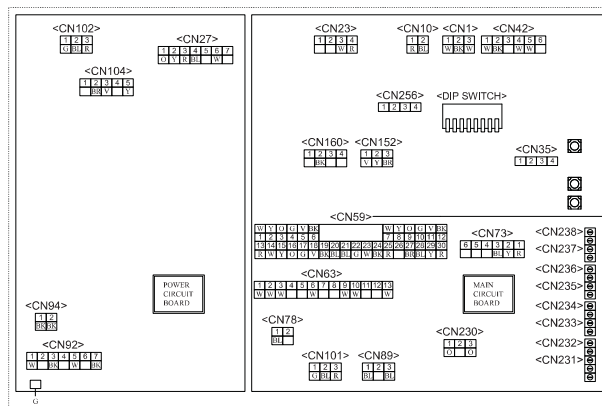 <CN102>
1 2 3
G BL R
<CN27>
1 2 3 4 5 6 7
O Y R BL W
<CN104>
1 2 3 4 5
BR V Y
POWER
CIRCUIT
BOARD
<CN94>
1 2
BK BK
<CN92>
1 2 3 4 5 6 7
W BK W BK
G
<CN23>
1 2 3 4
W R
<CN10>
1 2
R BL
<CN1>
1 2 3
W BK W
<CN42>
1 2 3 4 5 6
W BK W W
<CN256>
1 2 3 4
<DIP SWITCH>
<CN160>
1 2 3 4
BK
<CN152>
1 2 3
V Y BR
<CN35>
1 2 3 4
<CN59>
W Y O G V BK W Y O G V BK
1 2 3 4 5 6 7 8 9 10 11 12
13 14 15 16 17 18 19 20 21 22 23 24 25 26 27 28 29 30
R W Y O G V BK BL BL G W BK R BR BL Y R
<CN73>
6 5 4 3 2 1
BL Y R
<CN63>
1 2 3 4 5 6 7 8 9 10 11 12 13
W W W W W W W
MAIN
CIRCUIT
BOARD
<CN78>
1 2
BL
<CN230>
1 2 3
O O
<CN101>
1 2 3
G BL R
<CN89>
1 2 3
BL BL
<CN238>
<CN237>
<CN236>
<CN235>
<CN234>
<CN233>
<CN232>
<CN231>